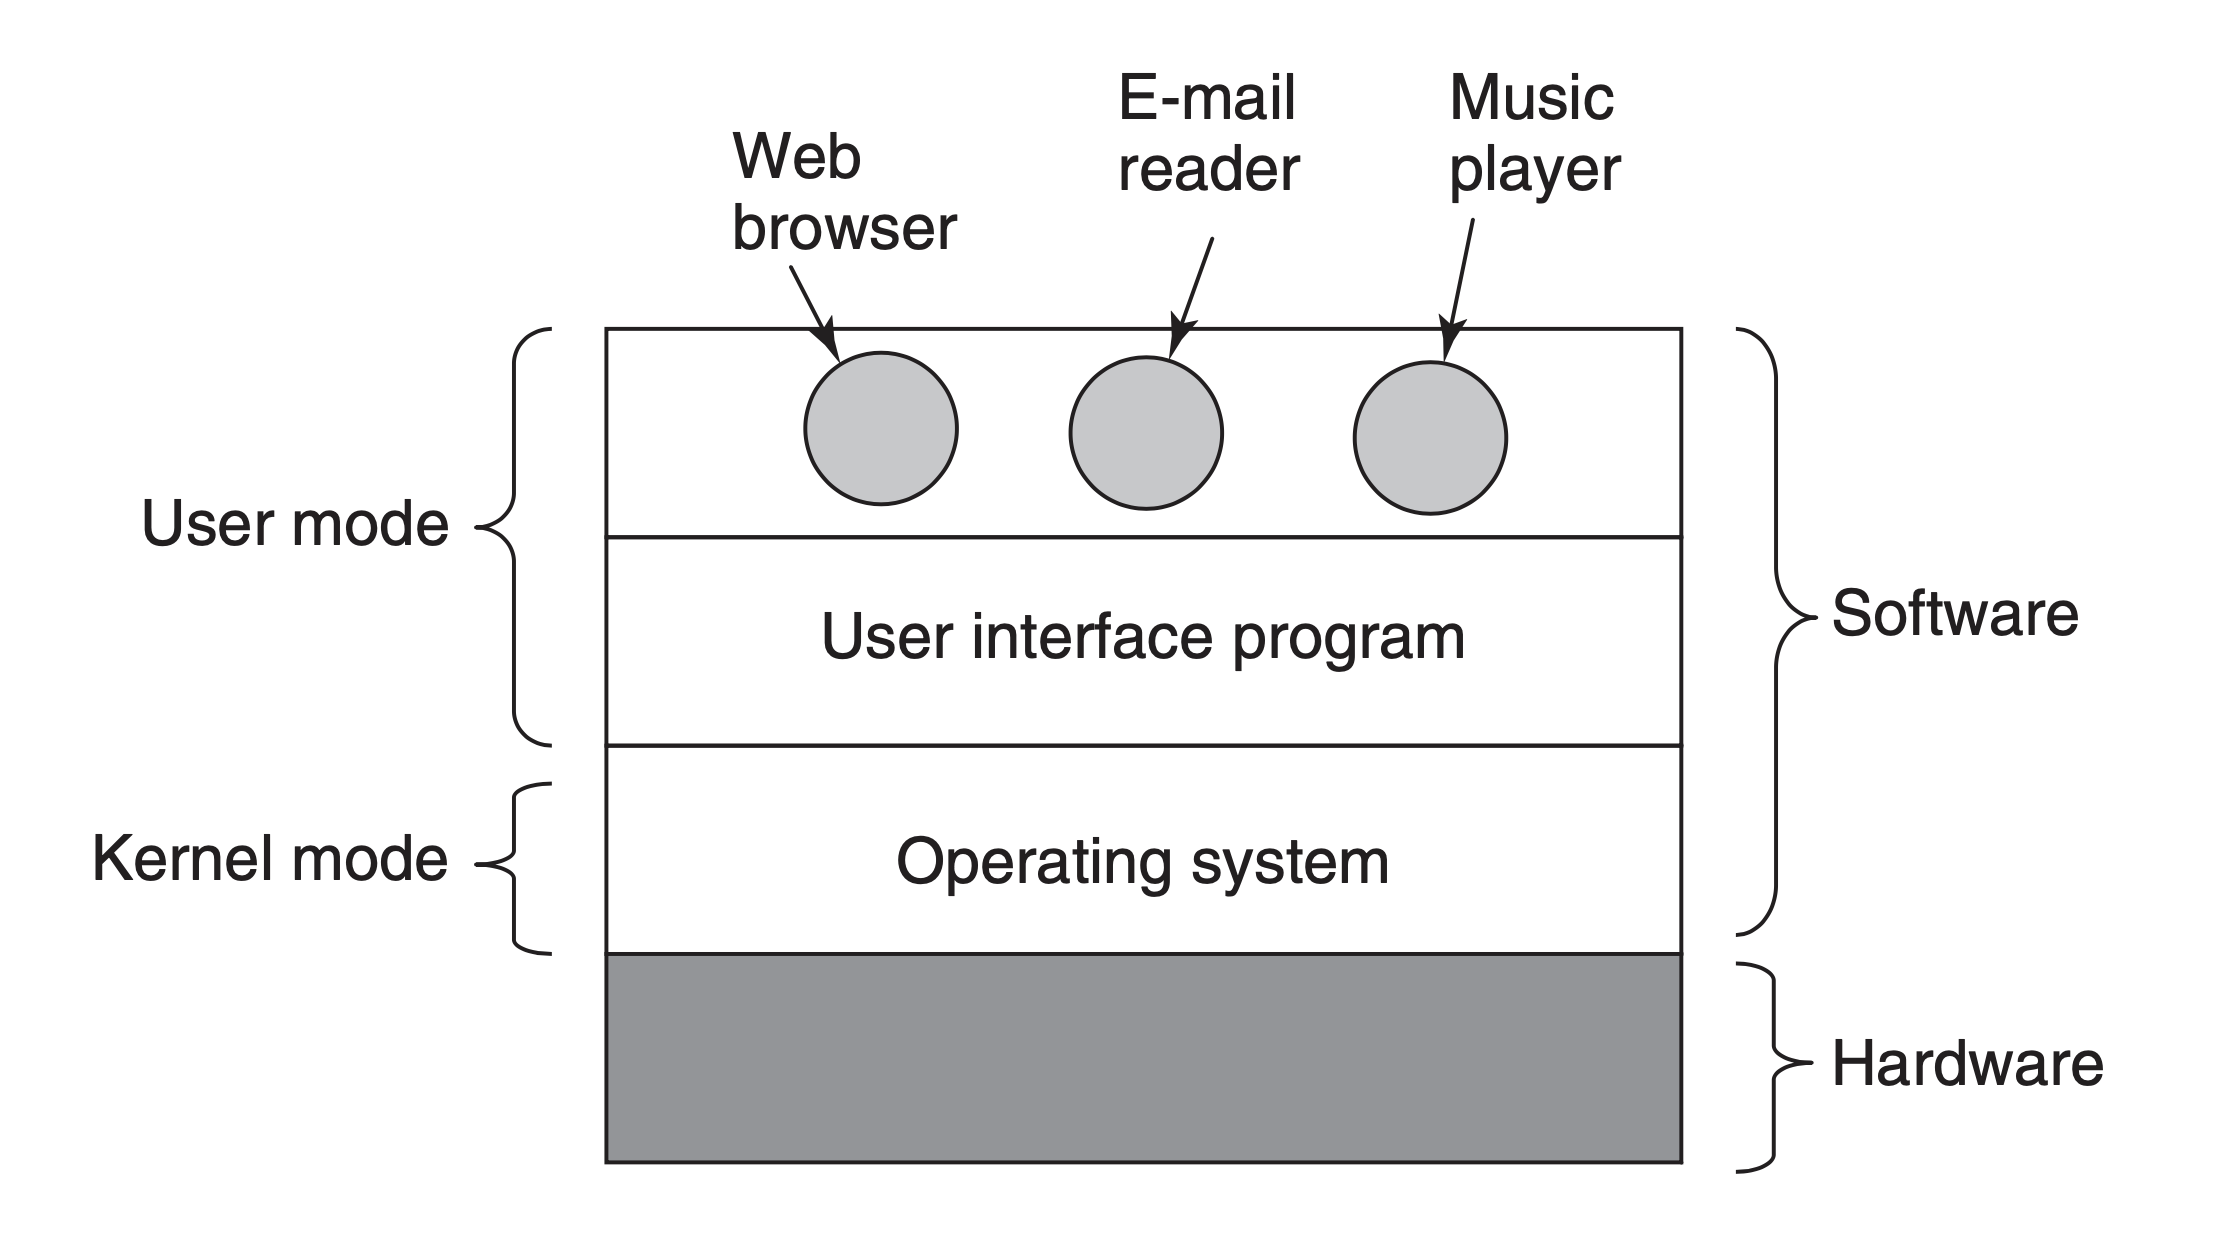 Web
browser
E-mail
reader
Music
player
User mode
User interface program
Software
Kernel mode
Operating system
Hardware